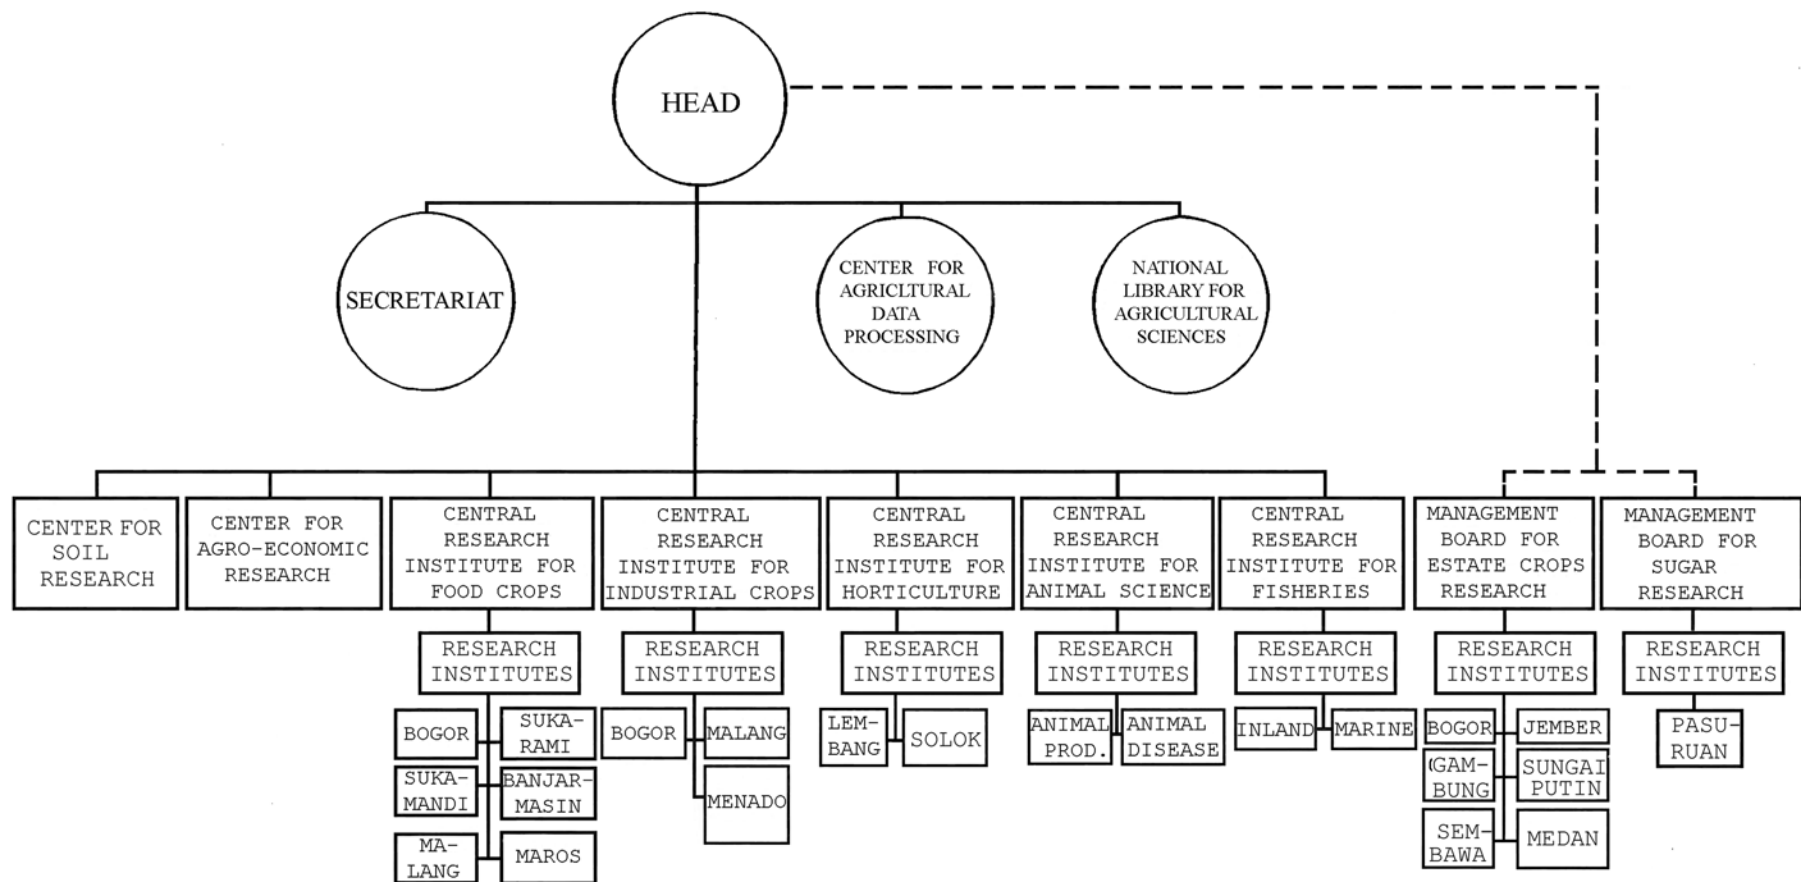 HEAD
SECRETARIAT
CENTER FOR
AGRICLTURAL
DATA
PROCESSING
NATIONAL
LIBRARY FOR
AGRICULTURAL
SCIENCES
CENTER FOR
SOIL
RESEARCH
CENTER FOR
AGRO-ECONOMIC
RESEARCH
CENTRAL
RESEARCH
INSTITUTE FOR
FOOD CROPS
CENTRAL
RESEARCH
INSTITUTE FOR
INDUSTRIAL CROPS
CENTRAL
RESEARCH
INSTITUTE FOR
HORTICULTURE
CENTRAL
RESEARCH
INSTITUTE FOR
ANIMAL SCIENCE
CENTRAL
RESEARCH
INSTITUTE FOR
FISHERIES
MANAGEMENT
BOARD FOR
ESTATE CROPS
RESEARCH
MANAGEMENT
BOARD FOR
SUGAR
RESEARCH
RESEARCH
INSTITUTES
RESEARCH
INSTITUTES
RESEARCH
INSTITUTES
RESEARCH
INSTITUTES
RESEARCH
INSTITUTES
RESEARCH
INSTITUTES
RESEARCH
INSTITUTES
BOGOR
SUKA-
RAMI
SUKA-
MANDI
BANJAR-
MASIN
MA-
LANG
MAROS
BOGOR
MALANG
MENADO
LEM-
BANG
SOLOK
ANIMAL
PROD.
ANIMAL
DISEASE
INLAND
MARINE
BOGOR
JEMBER
GAM-
BUNG
SUNGAI
PUTIN
SEM-
BAWA
MEDAN
PASU-
RUAN